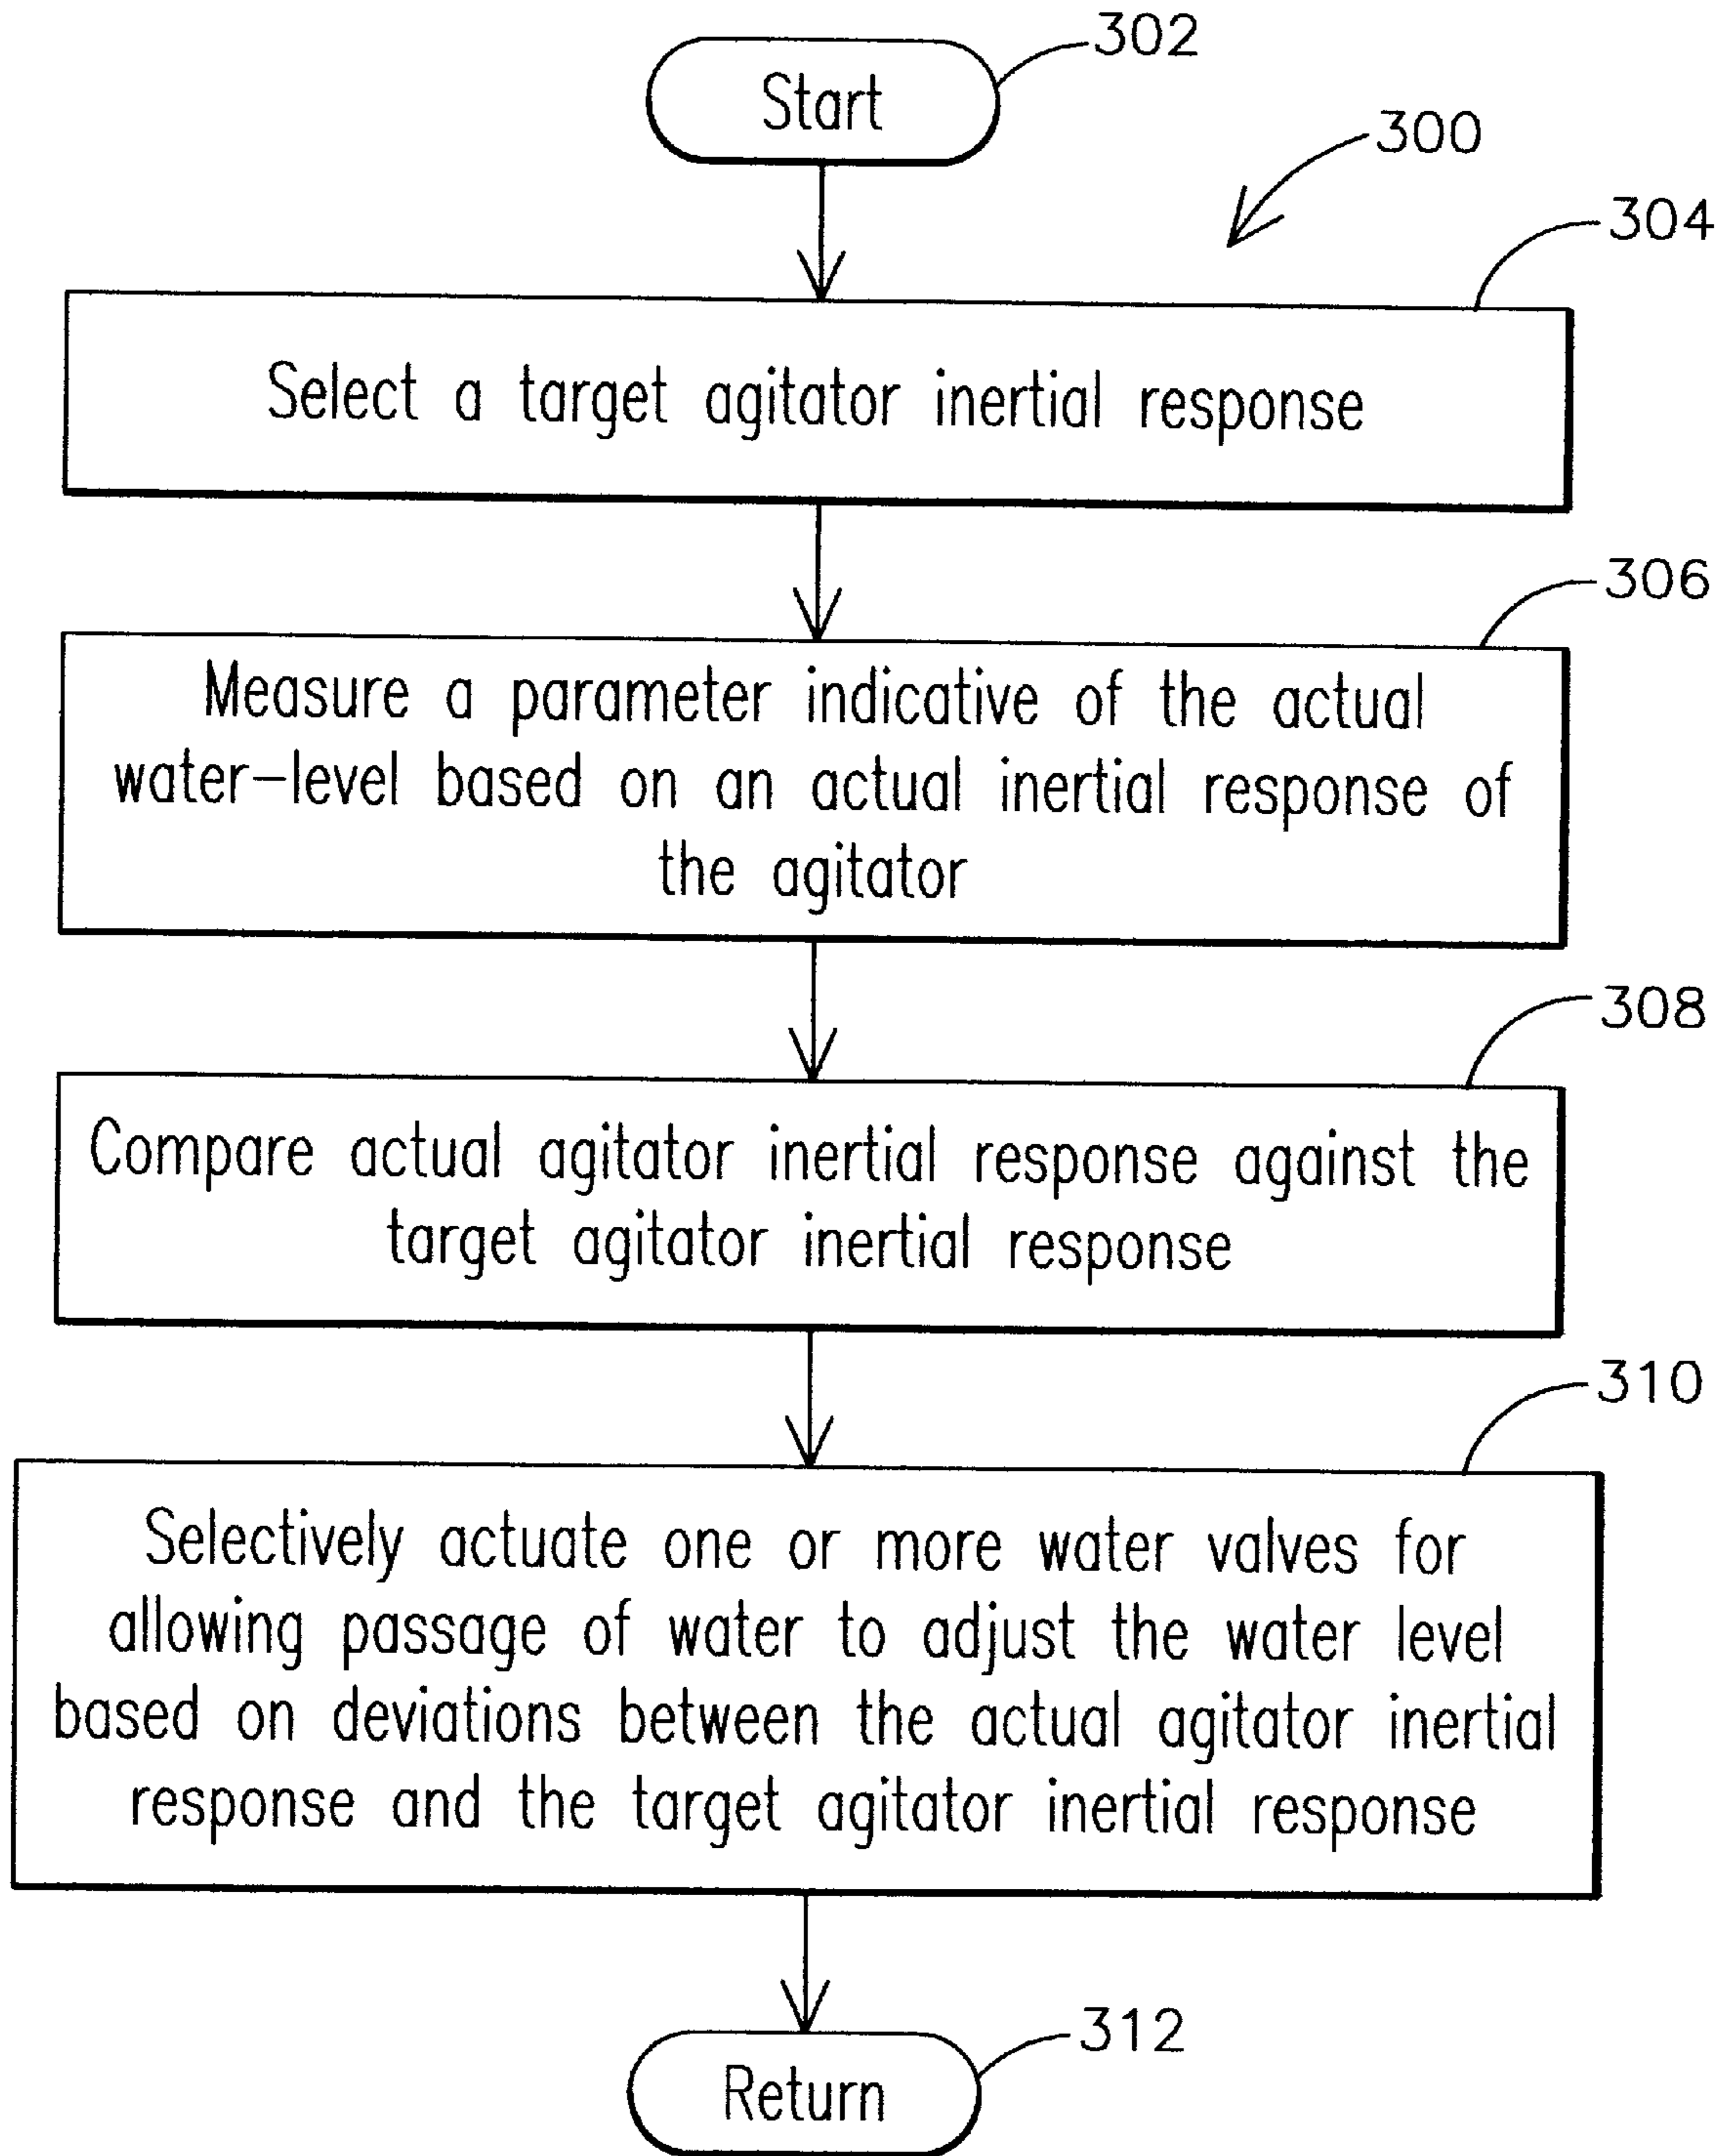 302
Start
300
304
Select a target agitator inertial response
306
Measure a parameter indicative of the actual
water-level based on an actual inertial response of
the agitator
308
Compare actual agitator inertial response against the
target agitator inertial response
310
Selectively actuate one or more water valves for
allowing passage of water to adjust the water level
based on deviations between the actual agitator inertial
response and the target agitator inertial response
312
Return